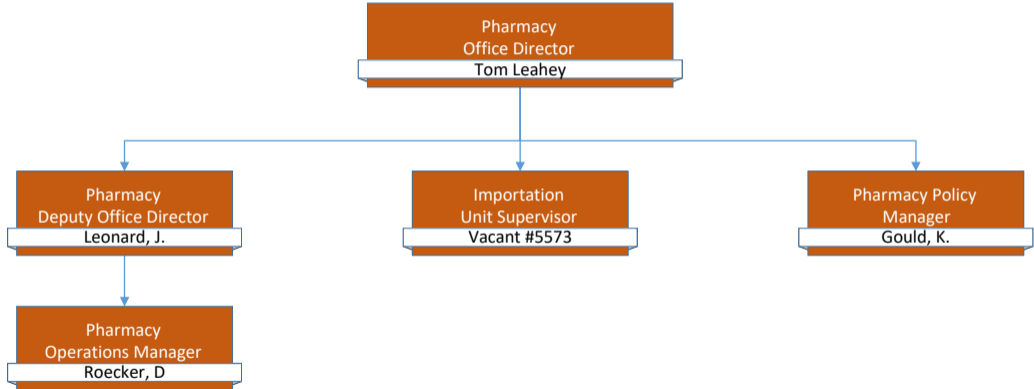 Pharmacy
Office Director
Tom Leahey
Pharmacy
Deputy Office Director
Leonard, J.
Importation
Unit Supervisor
Vacant #5573
Pharmacy Policy
Manager
Gould, K.
Pharmacy
Operations Manager
Roecker, D